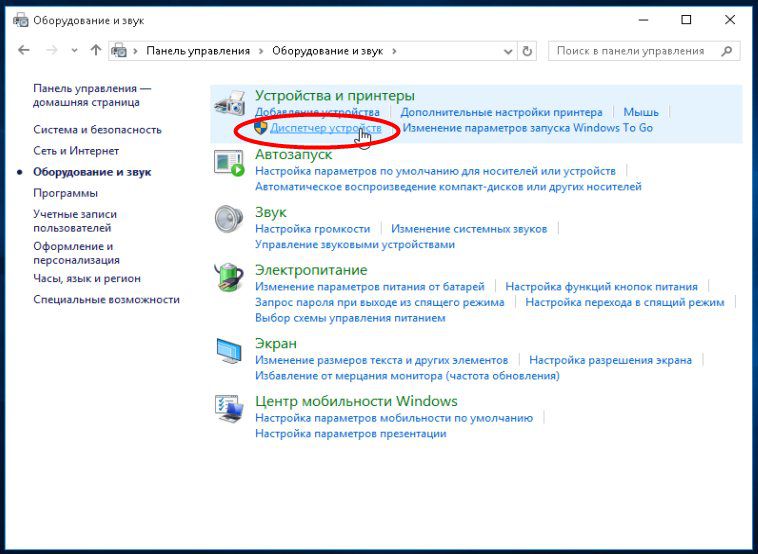 Оборудование и звук
Панель управления
Оборудование и звук
Поиск в панели управления
Панель управления —
домашняя страница
Система и безопасность
Сеть и Интернет
Оборудование и звук
Программы
Учетные записи
пользователей
Оформление и
персонализация
Часы, язык и регион
Специальные возможности
Устройства и принтеры
Добавление устройства Дополнительные настройки принтера Мышь
Диспетчер устройств Изменение параметров запуска Windows To Go
Автозапуск
Настройка параметров по умолчанию для носителей или устройств
Автоматическое воспроизведение компакт-дисков или других носителей
Звук
Настройка громкости Изменение системных звуков
Управление звуковыми устройствами
Электропитание
Изменение параметров питания от батарей Настройка функций кнопок питания
Запрос пароля при выходе из спящего режима Настройка перехода в спящий режим
Выбор схемы управления питанием
Экран
Изменение размеров текста и других элементов Настройка разрешения экрана
Избавление от мерцания монитора (частота обновления)
Центр мобильности Windows
Настройка параметров мобильности по умолчанию
Настройка параметров презентации